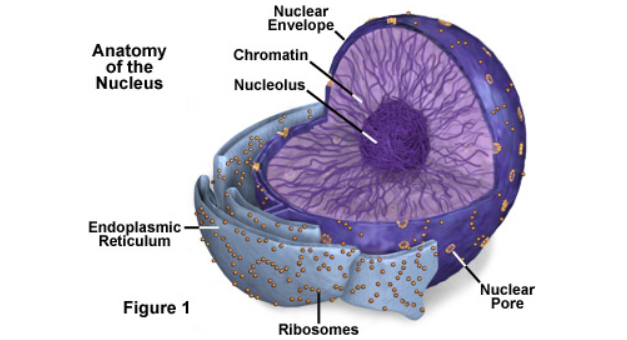 Anatomy
of the
Nucleus
Nuclear
Envelope
Chromatin
Nucleolus
Endoplasmic
Reticulum
Figure 1
Ribosomes
Nuclear
Pore